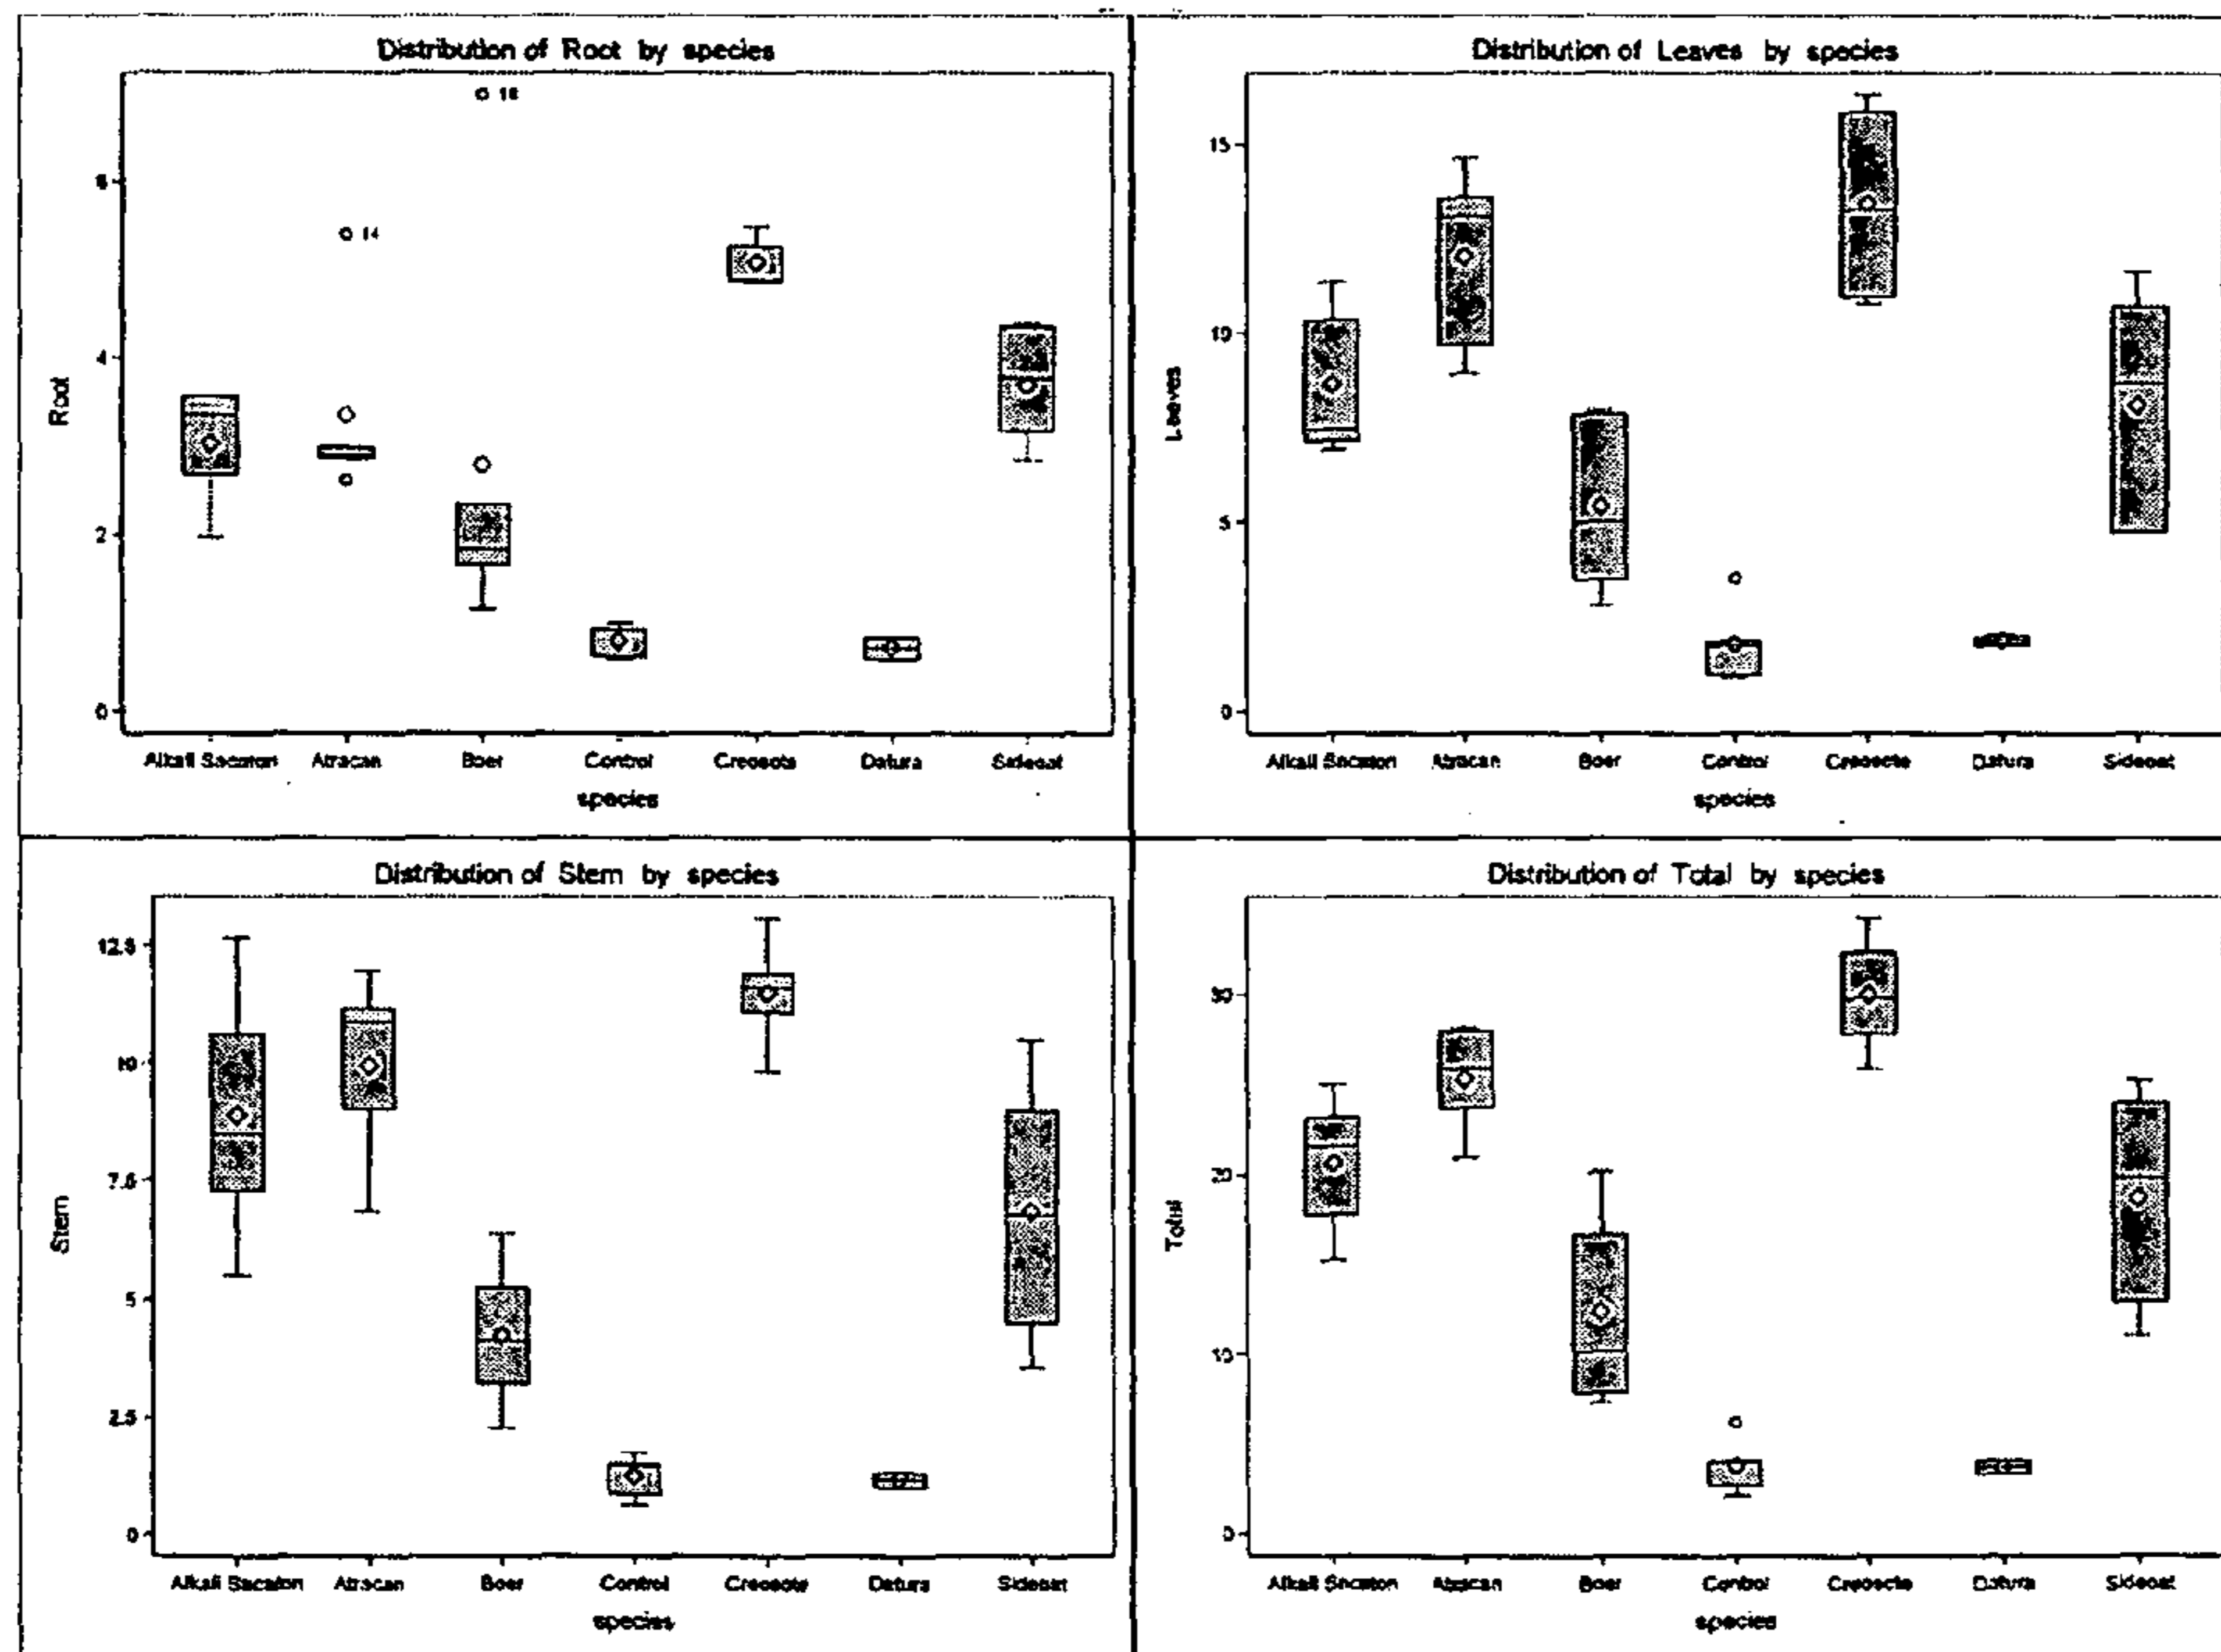 Distribution of Root by species
18
6
14
4
2
0
Root
Alkali Sacaton Atracan Boer Control Creosote Datura Sideoat
species
Distribution of Leaves by species
15
10
5
0
Leaves
Alkali Sacaton Atracan Boer Control Creosote Datura Sideoat
species
Distribution of Stem by species
12.5
10
7.5
5
2.5
0
Stem
Alkali Sacaton Atracan Boer Control Creosote Datura Sideoat
species
Distribution of Total by species
30
20
10
0
Total
Alkali Sacaton Atracan Boer Control Creosote Datura Sideoat
species